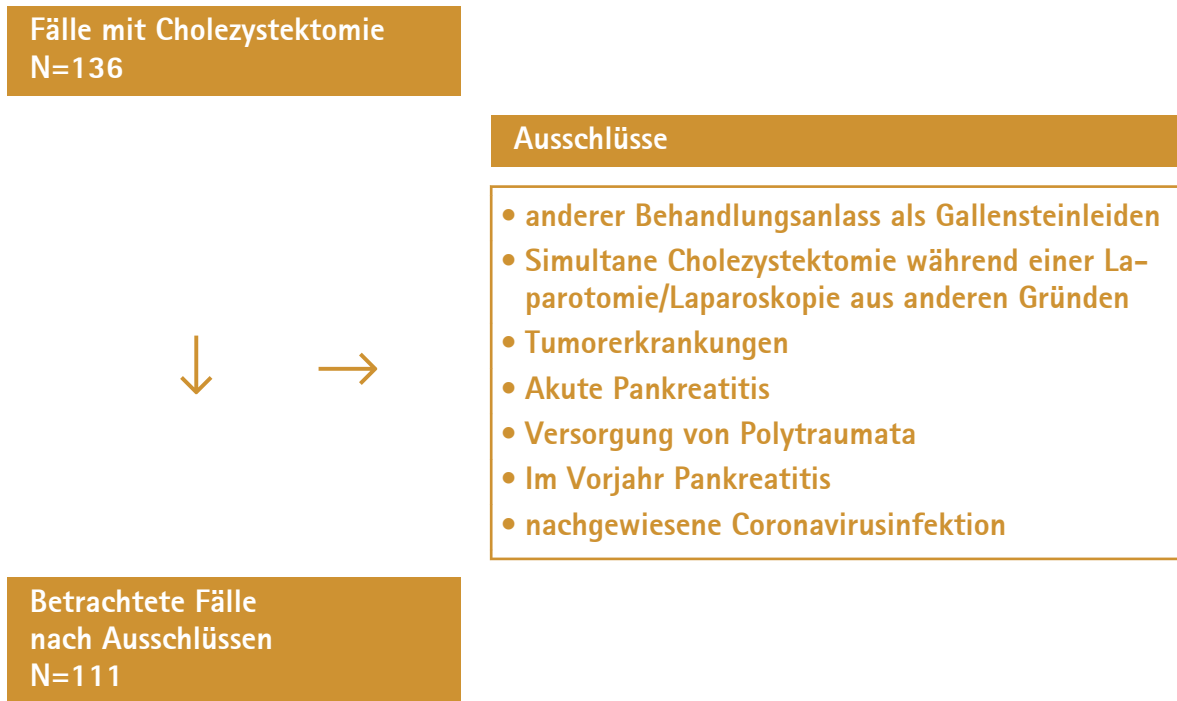 Fälle mit Cholezystektomie
N=136
Ausschlüsse
• anderer Behandlungsanlass als Gallensteinleiden
• Simultane Cholezystektomie während einer La-
parotomie/Laparoskopie aus anderen Gründen
• Tumorerkrankungen
• Akute Pankreatitis
• Versorgung von Polytraumata
• Im Vorjahr Pankreatitis
• nachgewiesene Coronavirusinfektion
Betrachtete Fälle
nach Ausschlüssen
N=111